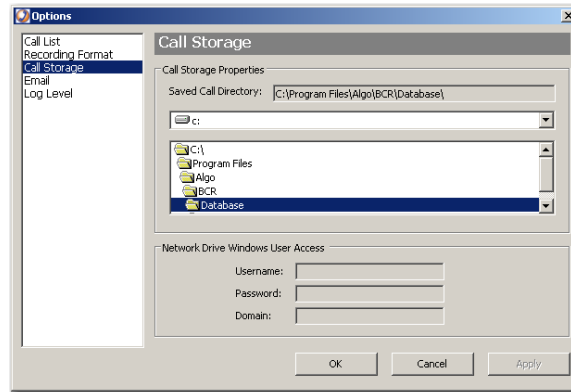 Options
Call List
Recording Format
Call Storage
Email
Log Level
Call Storage
Call Storage Properties
Saved Call Directory: C:\Program Files\Algo\BCR\Database\
c:
C:\
Program Files
Algo
BCR
Database
Network Drive Windows User Access
Username:
Password:
Domain:
OK Cancel Apply